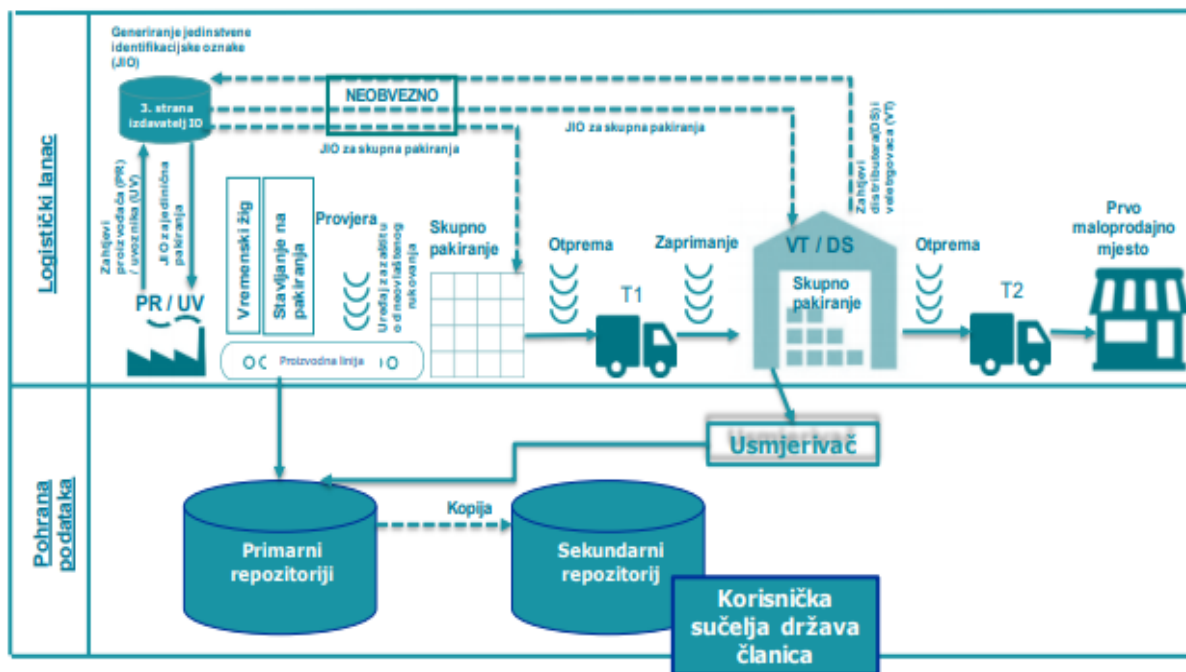 Generiranje jedinstvene
identifikacijske oznake
(JIO)
3. strana
izdavatelj IO
NEOBVEZNO
JIO za skupna pakiranja
JIO za skupna pakiranja
Logistički lanac
Zahtjevi
proizvođača (PR)
/ uvoznika (UV)
JIO za jedinična
pakiranja
PR / UV
Vremenski žig
Stavljanje na
pakiranja
Provjera
Uređaj za zaštitu
od neovlaštenog
rukovanja
Proizvodna linija
Skupno
pakiranje
Otprema
T1
Zaprimanje
Zahtjevi
distributera(DS) i
veletrgovaca (VT)
VT / DS
Skupno
pakiranje
Otprema
T2
Prvo
maloprodajno
mjesto
Pohrana
podataka
Usmjerivač
Primarni
repozitoriji
Kopija
Sekundarni
repozitorij
Korisnička
sučelja država
članica